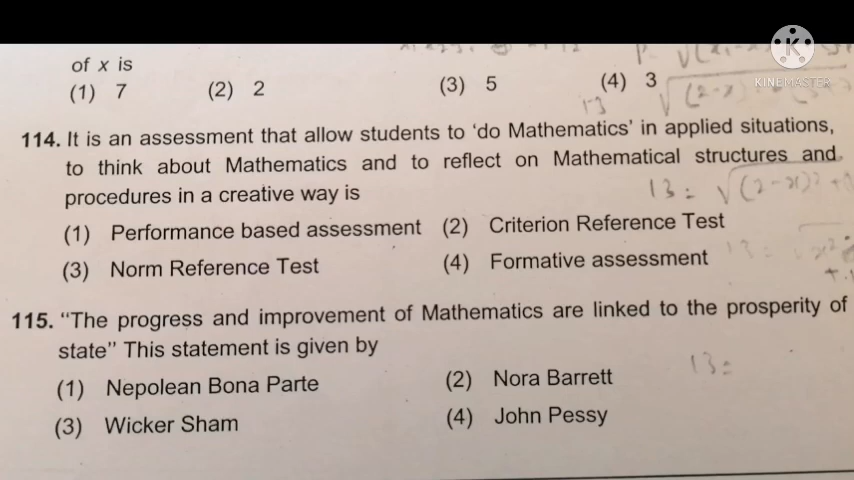 KINEMASTER
of x is
(1) 7 (2) 2 (3) 5 (4) 3
13
114. It is an assessment that allow students to 'do Mathematics' in applied situations,
to think about Mathematics and to reflect on Mathematical structures and
procedures in a creative way is
(1) Performance based assessment (2) Criterion Reference Test
(3) Norm Reference Test (4) Formative assessment
115. "The progress and improvement of Mathematics are linked to the prosperity of
state" This statement is given by
(1) Nepolean Bona Parte (2) Nora Barrett
13=
(3) Wicker Sham (4) John Pessy